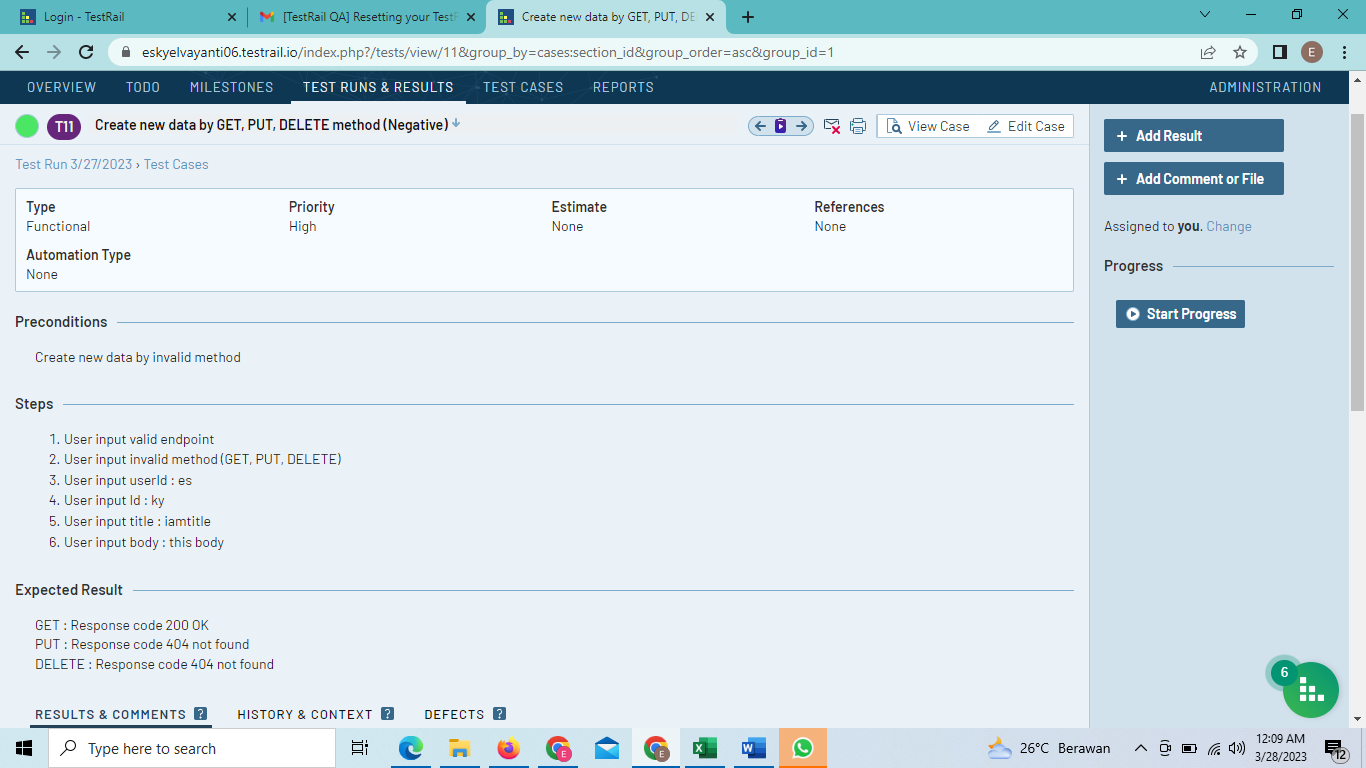 Login - TestRail
[TestRail QA] Resetting your Test
Create new data by GET, PUT, DE
eskyelvayanti06.testrail.io/index.php?/tests/view/11&group_by=cases:section_id&group_order=asc&group_id=1
E
OVERVIEW TODO MILESTONES TEST RUNS & RESULTS TEST CASES REPORTS ADMINISTRATION
T11 Create new data by GET, PUT, DELETE method (Negative)
View Case Edit Case
+ Add Result
Test Run 3/27/2023 › Test Cases
+ Add Comment or File
Type Priority Estimate References
Functional High None None
Assigned to you. Change
Automation Type
None
Progress
Start Progress
Preconditions
Create new data by invalid method
Steps
1. User input valid endpoint
2. User input invalid method (GET, PUT, DELETE)
3. User input userId : es
4. User input Id : ky
5. User input title : iamtitle
6. User input body : this body
Expected Result
GET : Response code 200 OK
PUT : Response code 404 not found
DELETE : Response code 404 not found
6
RESULTS & COMMENTS ? HISTORY & CONTEXT ? DEFECTS ?
Type here to search
26°C Berawan
12:09 AM
3/28/2023
12